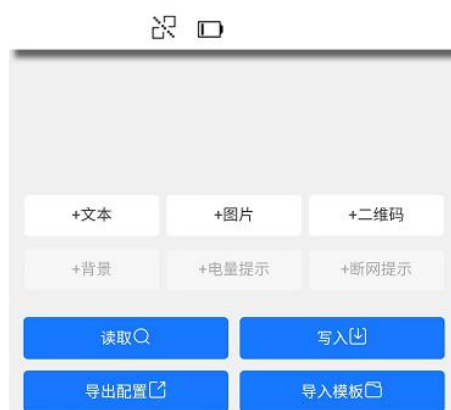 +文本 +图片 +二维码
+背景 +电量提示 +断网提示
读取 写入
导出配置 导入模板